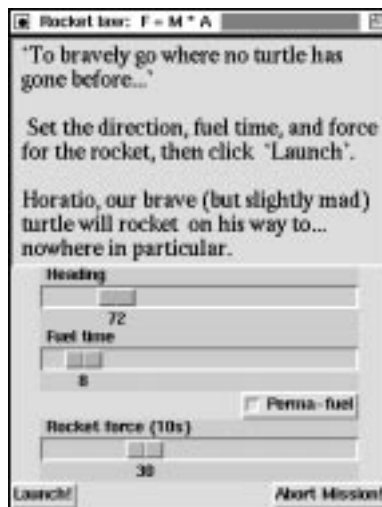 Rocket law: F = M * A
`To bravely go where no turtle has
gone before...'
Set the direction, fuel time, and force
for the rocket, then click `Launch'.
Horatio, our brave (but slightly mad)
turtle will rocket on his way to...
nowhere in particular.
Heading
72
Fuel time
8
Perma-fuel
Rocket force (10s)
30
Launch! Abort Mission!